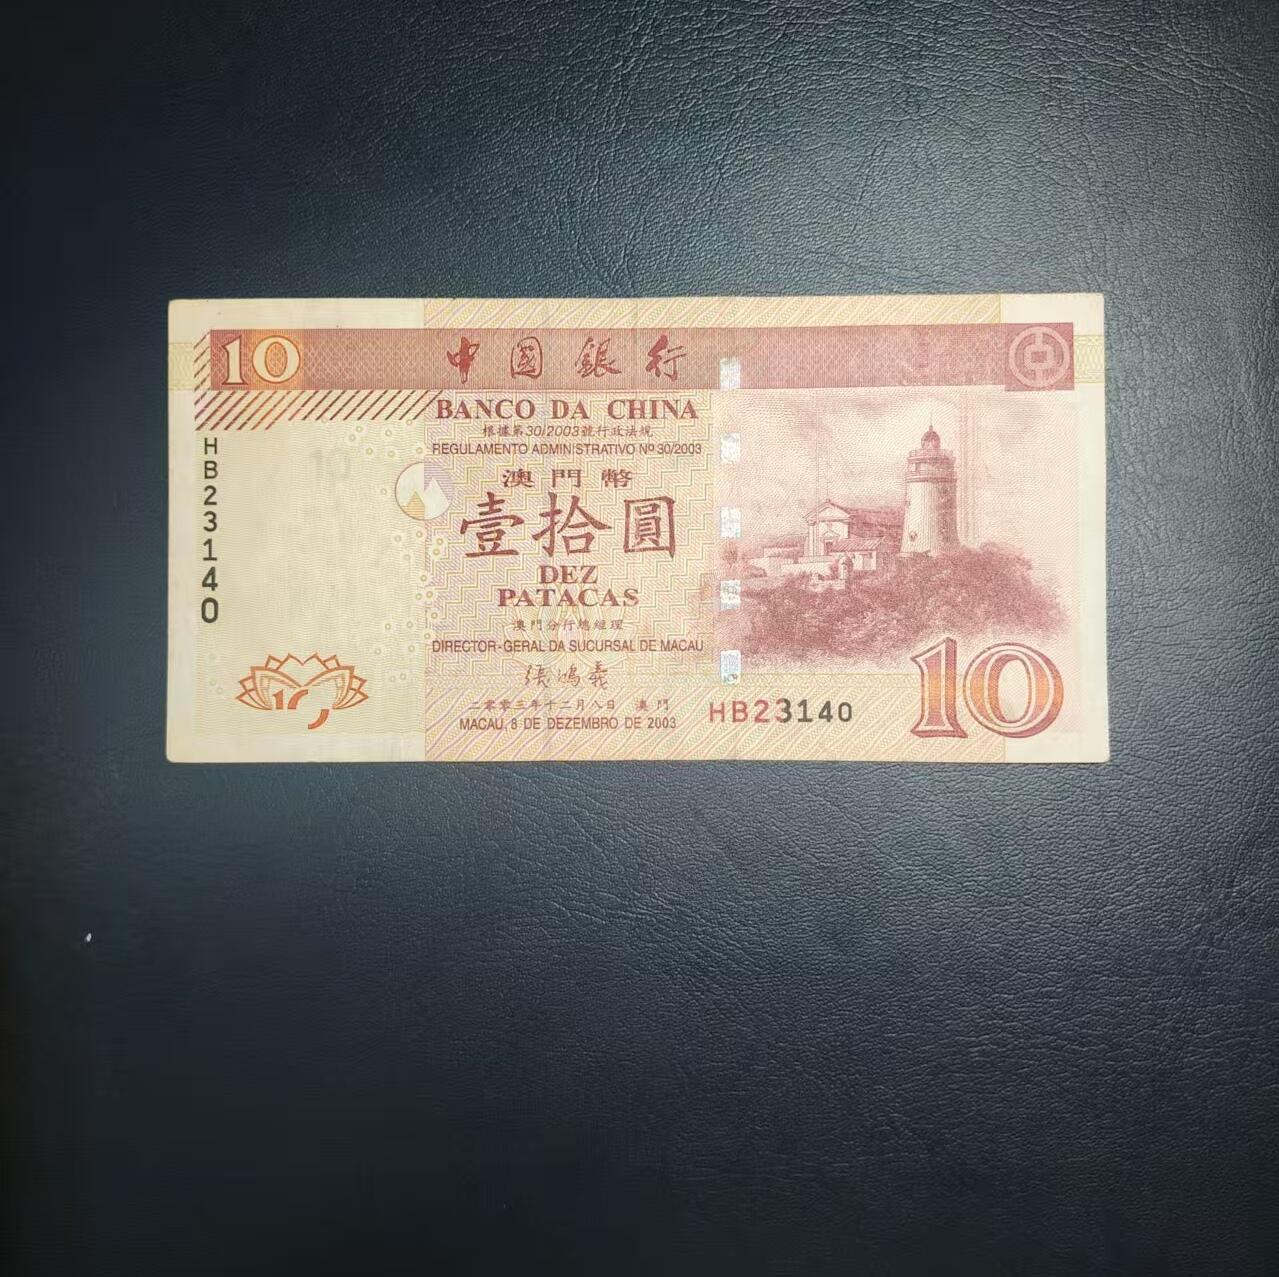 10
中國銀行
BANCO DA CHINA
根據第30/2003號行政法規
REGULAMENTO ADMINISTRATIVO Nº 30/2003
HB23140
澳門幣
壹拾圓
DEZ
PATACAS
澳門分行總經理
DIRECTOR-GERAL DA SUCURSAL DE MACAU
張鴻義
二零零三年十二月八日 澳門
MACAU, 8 DE DEZEMBRO DE 2003
HB23140
10